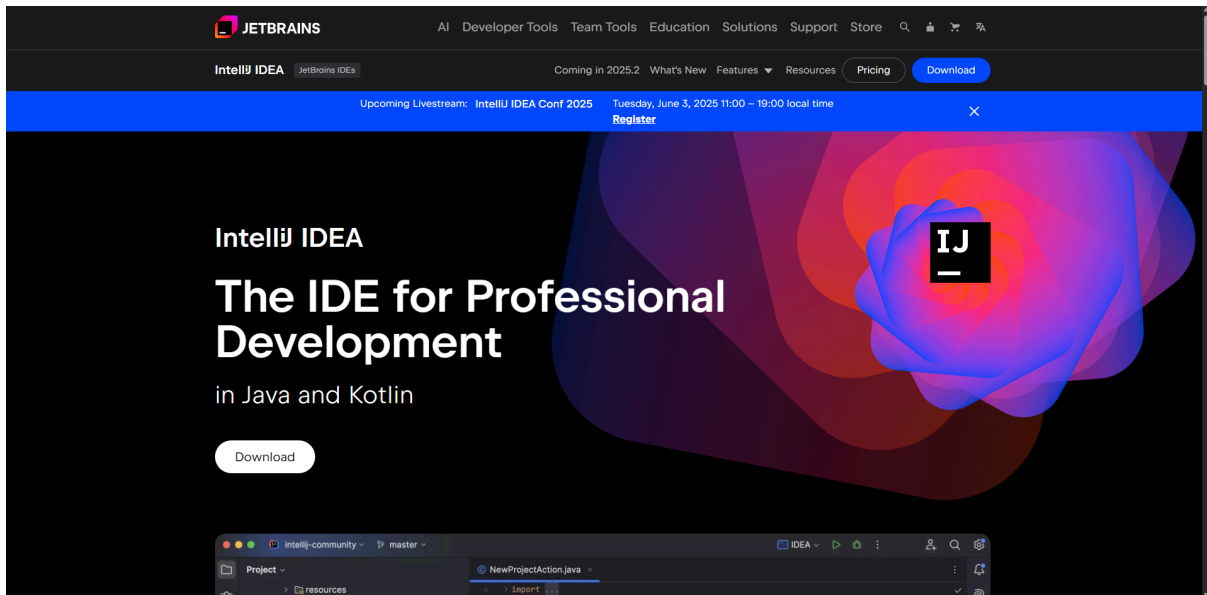 JETBRAINS
AI Developer Tools Team Tools Education Solutions Support Store
IntelliJ IDEA JetBrains IDEs
Coming in 2025.2 What's New Features Resources Pricing Download
Upcoming Livestream: IntelliJ IDEA Conf 2025 Tuesday, June 3, 2025 11:00 – 19:00 local time
Register
IJ
IntelliJ IDEA
The IDE for Professional
Development
in Java and Kotlin
Download
intellij-community master IDEA
Project NewProjectAction.java
resources 4 import ...